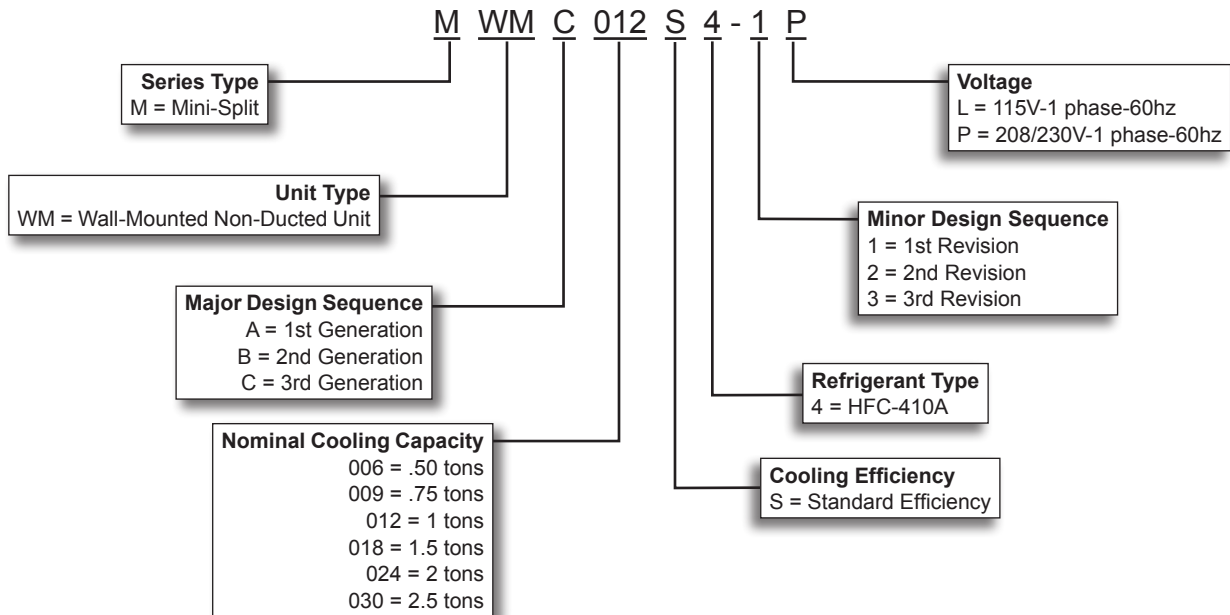 M WM C 012 S 4 - 1 P
Series Type
M = Mini-Split
Unit Type
WM = Wall-Mounted Non-Ducted Unit
Major Design Sequence
A = 1st Generation
B = 2nd Generation
C = 3rd Generation
Nominal Cooling Capacity
006 = .50 tons
009 = .75 tons
012 = 1 tons
018 = 1.5 tons
024 = 2 tons
030 = 2.5 tons
Voltage
L = 115V-1 phase-60hz
P = 208/230V-1 phase-60hz
Minor Design Sequence
1 = 1st Revision
2 = 2nd Revision
3 = 3rd Revision
Refrigerant Type
4 = HFC-410A
Cooling Efficiency
S = Standard Efficiency